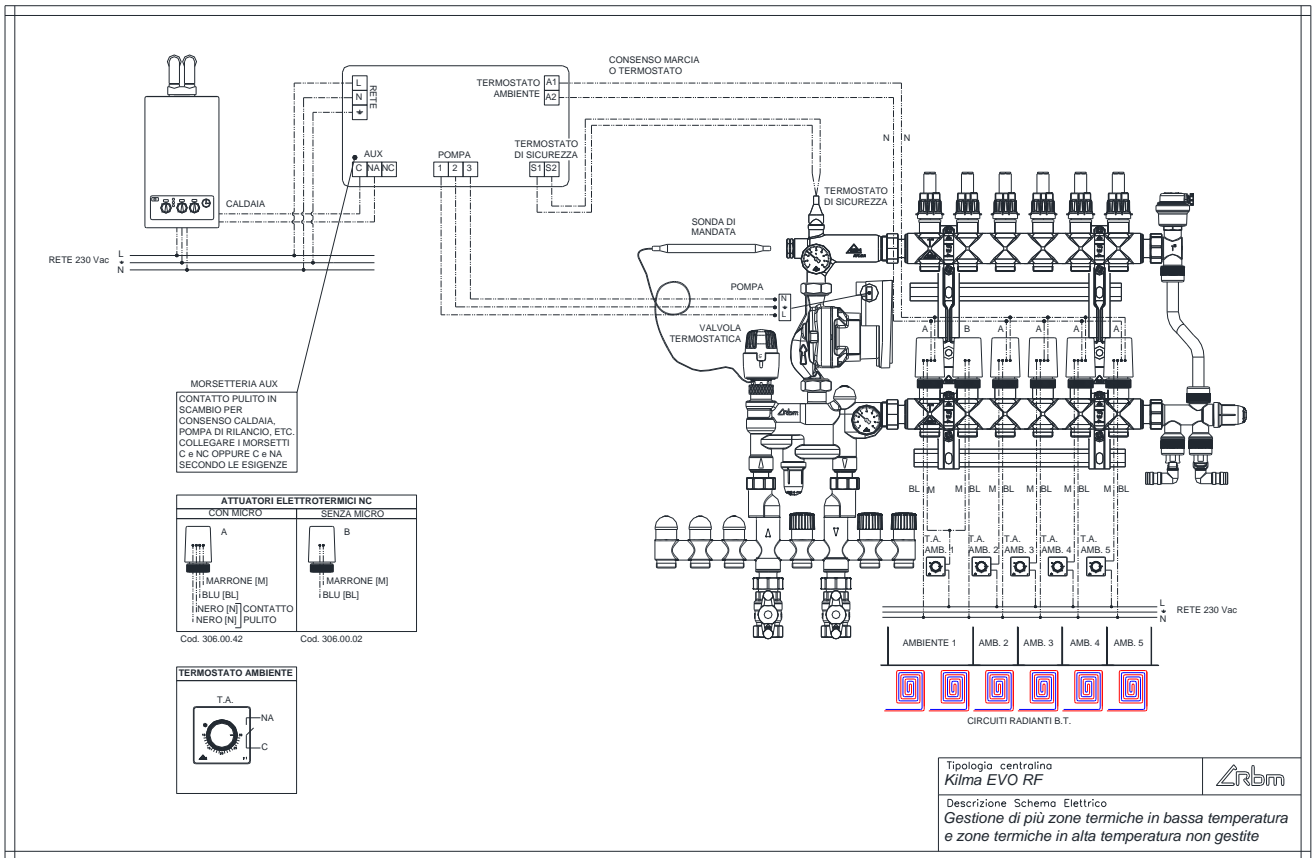 CONSENSO MARCIA
O TERMOSTATO
L
N
RETE
TERMOSTATO
AMBIENTE
A1
A2
AUX
C NA NC
POMPA
1 2 3
TERMOSTATO
DI SICUREZZA
S1 S2
N N
CALDAIA
RETE 230 Vac
L
N
TERMOSTATO
DI SICUREZZA
SONDA DI
MANDATA
POMPA
N
L
VALVOLA
TERMOSTATICA
A B A A A A
MORSETTERIA AUX
CONTATTO PULITO IN
SCAMBIO PER
CONSENSO CALDAIA,
POMPA DI RILANCIO, ETC.
COLLEGARE I MORSETTI
C e NC OPPURE C e NA
SECONDO LE ESIGENZE
rbm
BL M M BL M BL M BL M BL M BL
ATTUATORI ELETTROTERMICI NC
CON MICRO SENZA MICRO
A
MARRONE [M]
BLU [BL]
NERO [N] CONTATTO
NERO [N] PULITO
B
MARRONE [M]
BLU [BL]
Cod. 306.00.42 Cod. 306.00.02
T.A.
AMB. 1
T.A.
AMB. 2
T.A.
AMB. 3
T.A.
AMB. 4
T.A.
AMB. 5
L
N
RETE 230 Vac
AMBIENTE 1 AMB. 2 AMB. 3 AMB. 4 AMB. 5
CIRCUITI RADIANTI B.T.
TERMOSTATO AMBIENTE
T.A.
NA
C
Tipologia centralina
Kilma EVO RF
rbm
Descrizione Schema Elettrico
Gestione di più zone termiche in bassa temperatura
e zone termiche in alta temperatura non gestite